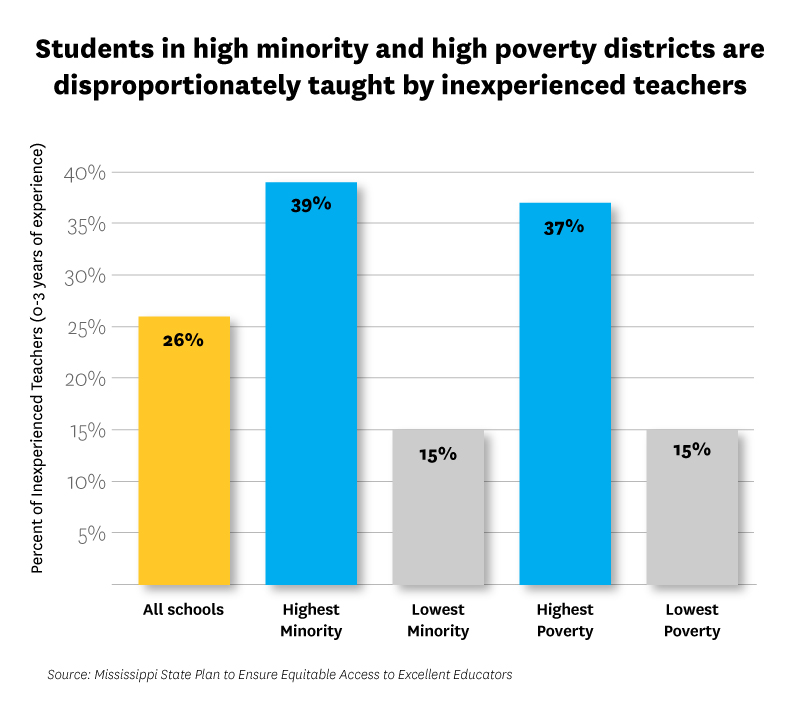 Students in high minority and high poverty districts are
disproportionately taught by inexperienced teachers
Percent of Inexperienced Teachers (0-3 years of experience)
40%
35%
30%
25%
20%
15%
10%
5%
26%
39%
15%
37%
15%
All schools
Highest
Minority
Lowest
Minority
Highest
Poverty
Lowest
Poverty
Source: Mississippi State Plan to Ensure Equitable Access to Excellent Educators